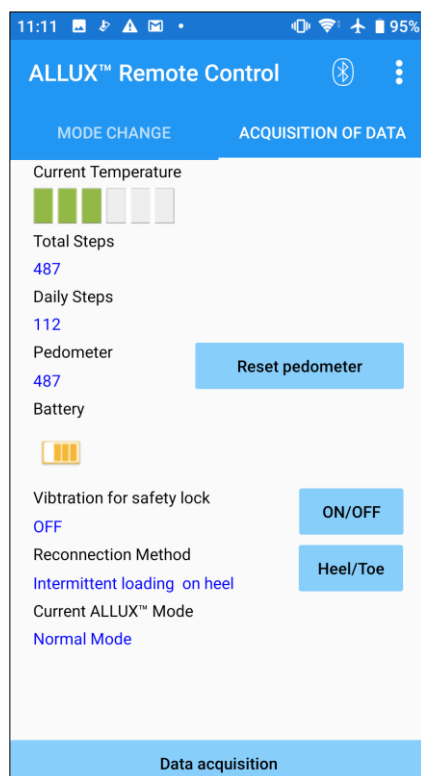 11:11 95%
ALLUX™ Remote Control
MODE CHANGE ACQUISITION OF DATA
Current Temperature
Total Steps
487
Daily Steps
112
Pedometer
487
Reset pedometer
Battery
Vibtration for safety lock
OFF
ON/OFF
Reconnection Method
Intermittent loading on heel
Heel/Toe
Current ALLUX™ Mode
Normal Mode
Data acquisition